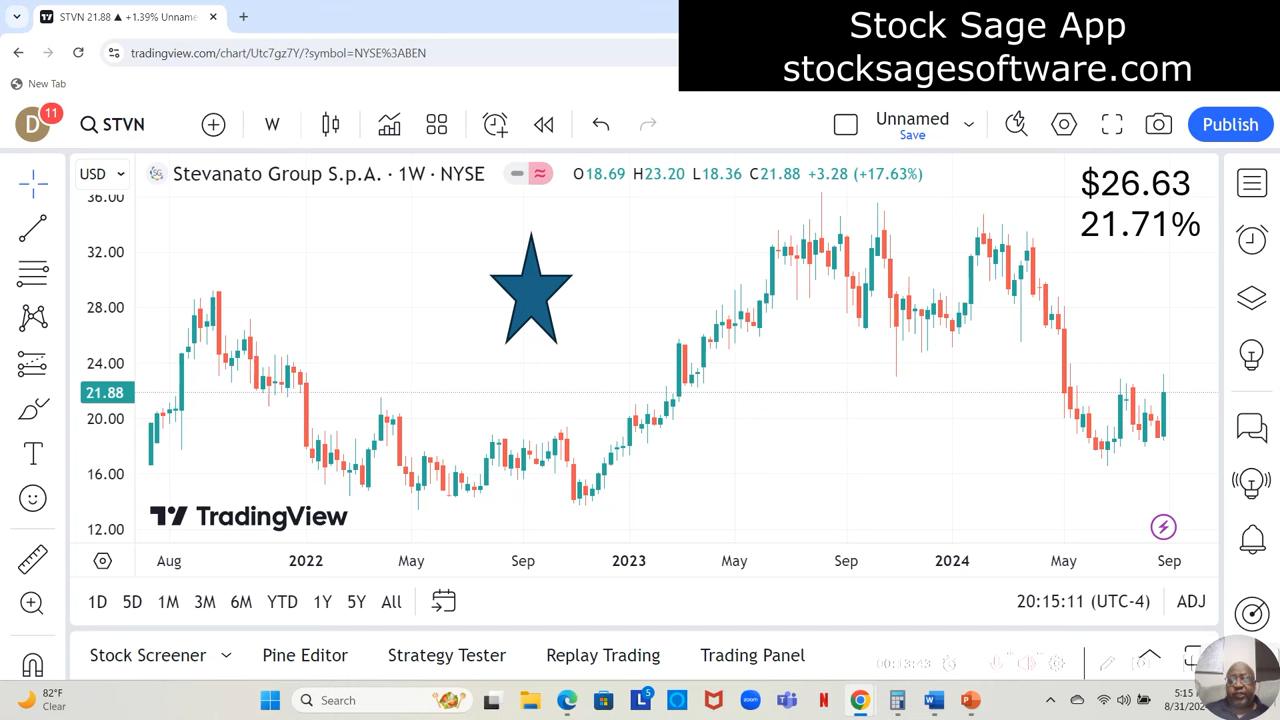 STVN 21.88 ▲ +1.39% Unname
tradingview.com/chart/Utc7gz7Y/?symbol=NYSE%3ABEN
New Tab
Stock Sage App
stocksagesoftware.com
D
11
STVN
W
Unnamed
Save
Publish
USD
Stevanato Group S.p.A. · 1W · NYSE
O18.69 H23.20 L18.36 C21.88 +3.28 (+17.63%)
$26.63
21.71%
36.00
32.00
28.00
24.00
21.88
20.00
16.00
12.00
TradingView
Aug
2022
May
Sep
2023
May
Sep
2024
May
Sep
1D 5D 1M 3M 6M YTD 1Y 5Y All
20:15:11 (UTC-4) ADJ
Stock Screener
Pine Editor
Strategy Tester
Replay Trading
Trading Panel
00:13:43
82°F
Clear
Search
5
5:15
8/31/202